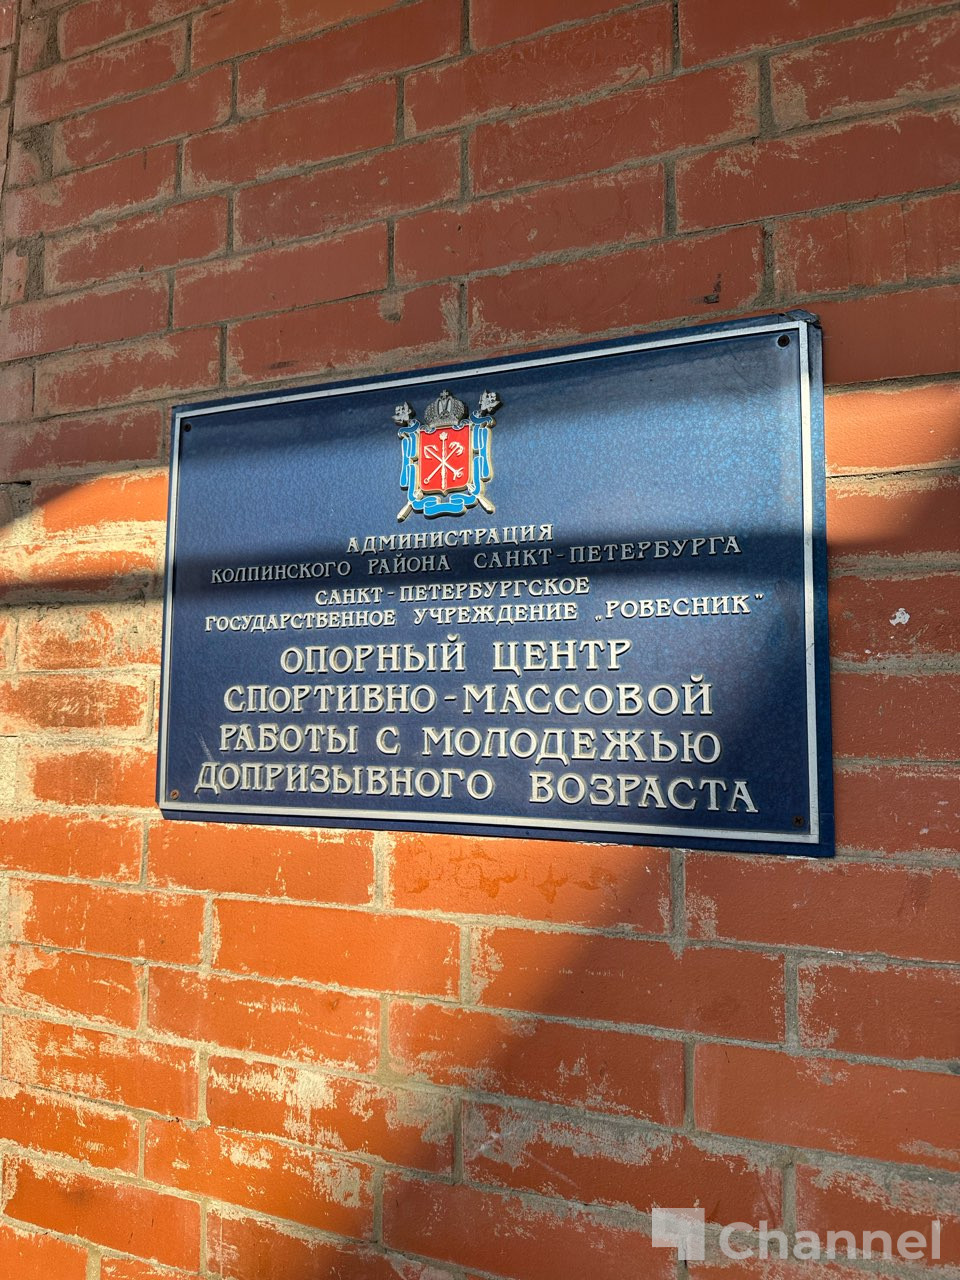 АДМИНИСТРАЦИЯ
КОЛПИНСКОГО РАЙОНА САНКТ-ПЕТЕРБУРГА
САНКТ-ПЕТЕРБУРГСКОЕ
ГОСУДАРСТВЕННОЕ УЧРЕЖДЕНИЕ „РОВЕСНИК"
ОПОРНЫЙ ЦЕНТР
СПОРТИВНО-МАССОВОЙ
РАБОТЫ С МОЛОДЕЖЬЮ
ДОПРИЗЫВНОГО ВОЗРАСТА
Channel